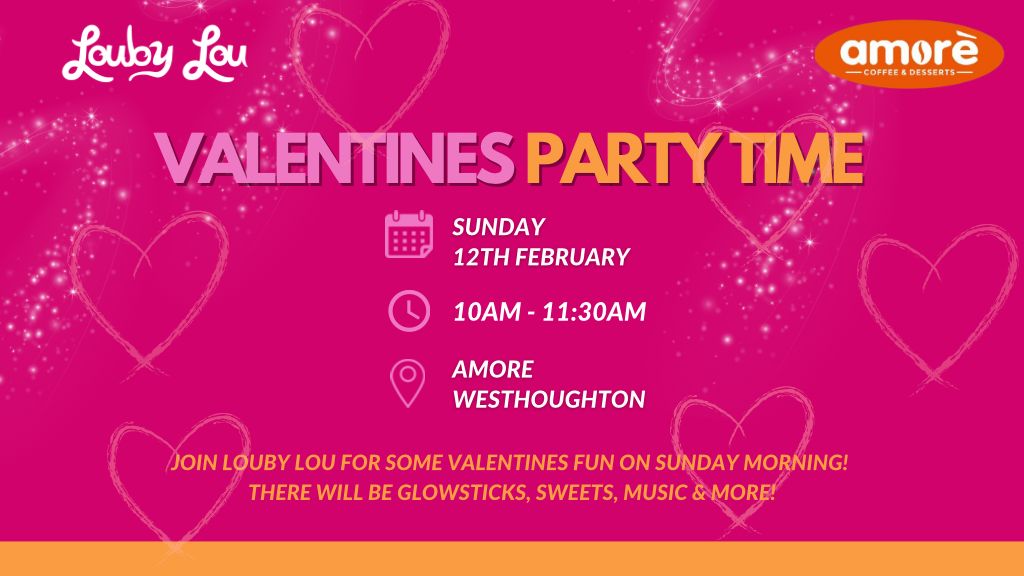 Louby Lou
amorè
COFFEE & DESSERTS
VALENTINES PARTY TIME
SUNDAY
12TH FEBRUARY
10AM - 11:30AM
AMORE
WESTHOUGHTON
JOIN LOUBY LOU FOR SOME VALENTINES FUN ON SUNDAY MORNING!
THERE WILL BE GLOWSTICKS, SWEETS, MUSIC & MORE!